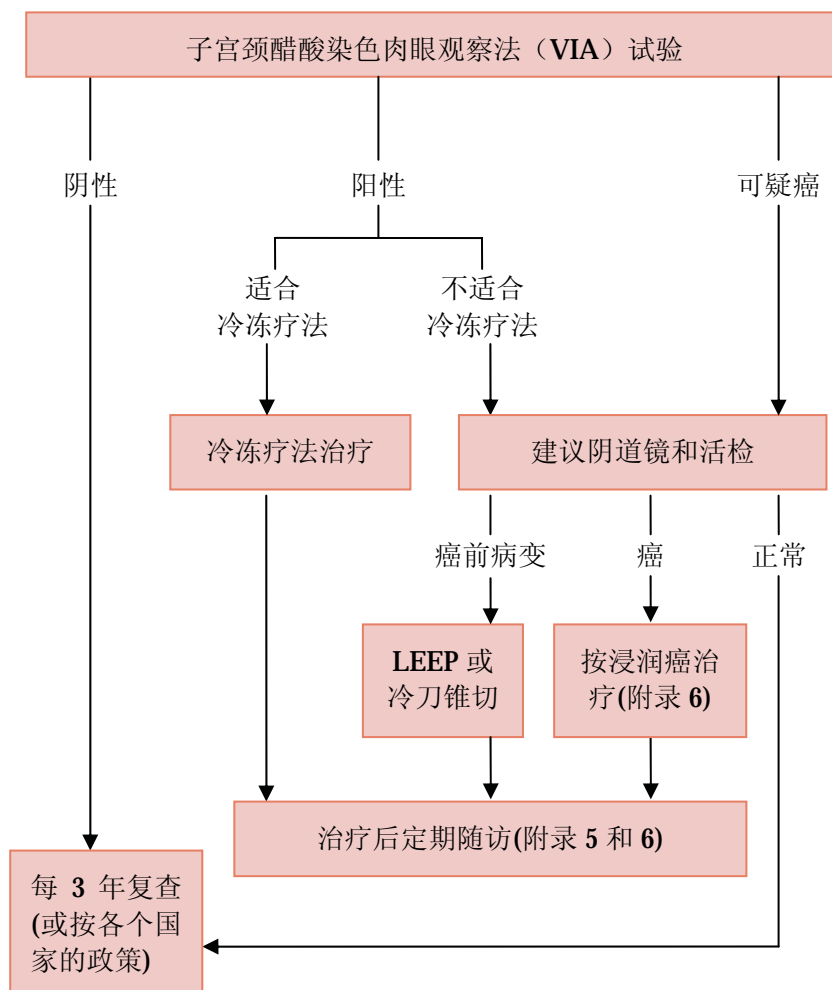 子宫颈醋酸染色肉眼观察法（VIA）试验
阴性
阳性
可疑癌
适合
冷冻疗法
不适合
冷冻疗法
冷冻疗法治疗
建议阴道镜和活检
癌前病变
癌
正常
LEEP 或
冷刀锥切
按浸润癌治
疗(附录 6)
治疗后定期随访(附录 5 和 6)
每 3 年复查
(或按各个国
家的政策)